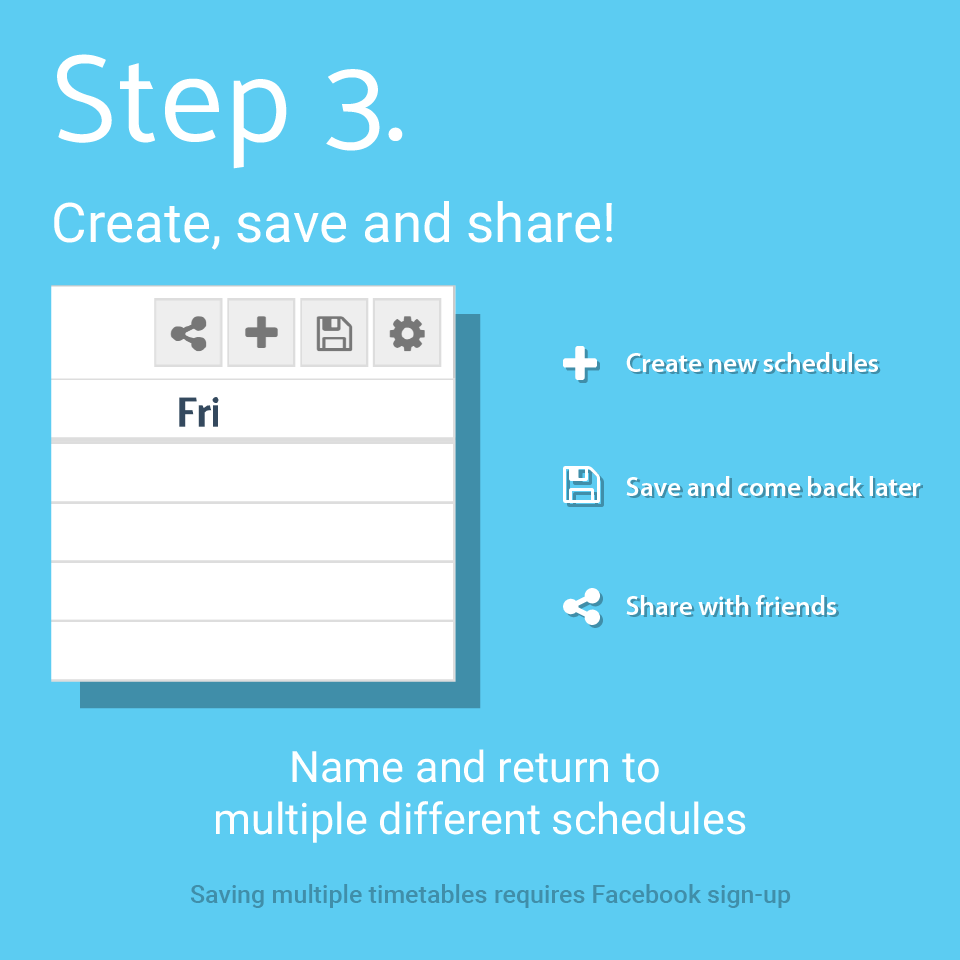 Step 3.
Create, save and share!
Fri
Create new schedules
Save and come back later
Share with friends
Name and return to
multiple different schedules
Saving multiple timetables requires Facebook sign-up